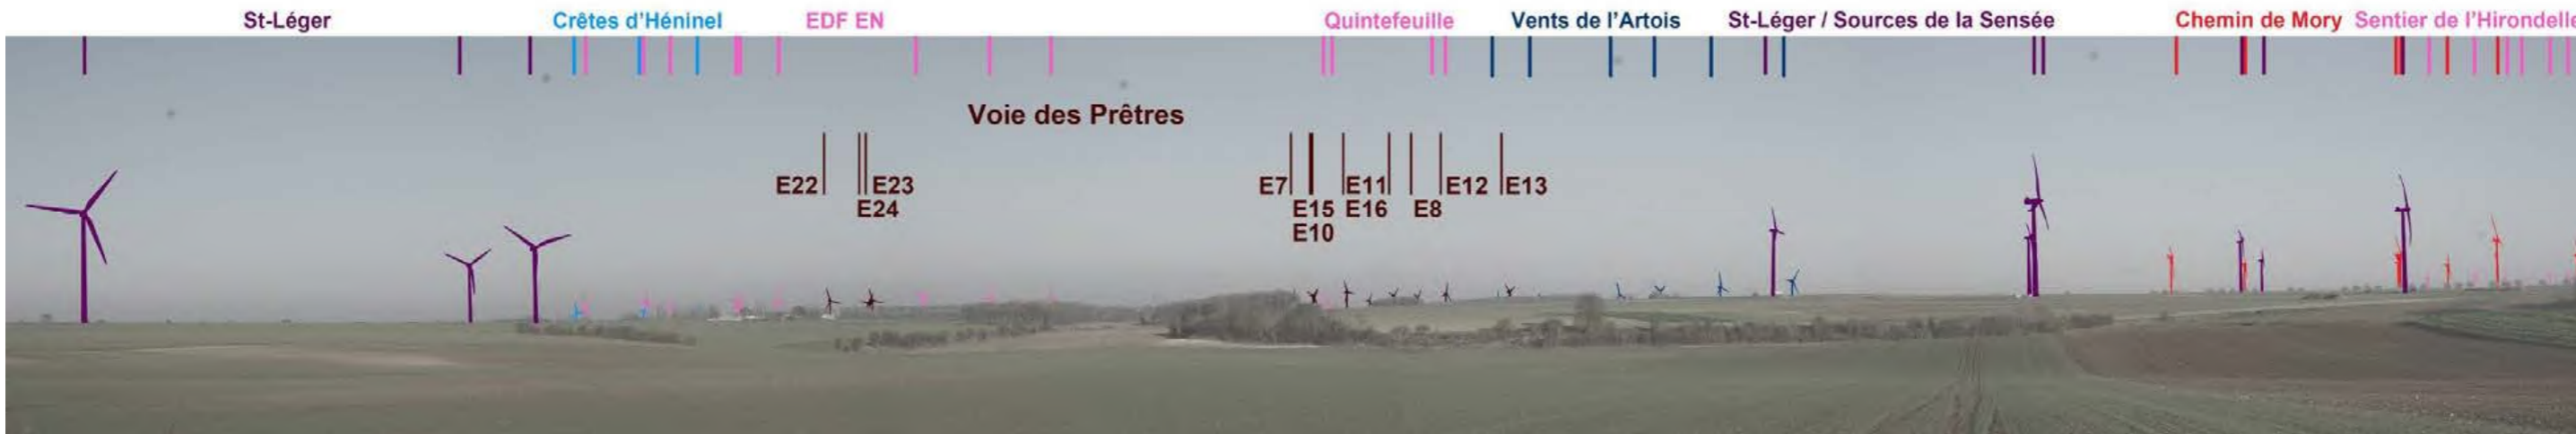 St-Léger Crêtes d'Héninel EDF EN Quintefeuille Vents de l'Artois St-Léger / Sources de la Sensée Chemin de Mory Sentier de l'Hirondelle
Voie des Prêtres
E22 E23 E7 E11 E12 E13
E24 E15 E16 E8
E10